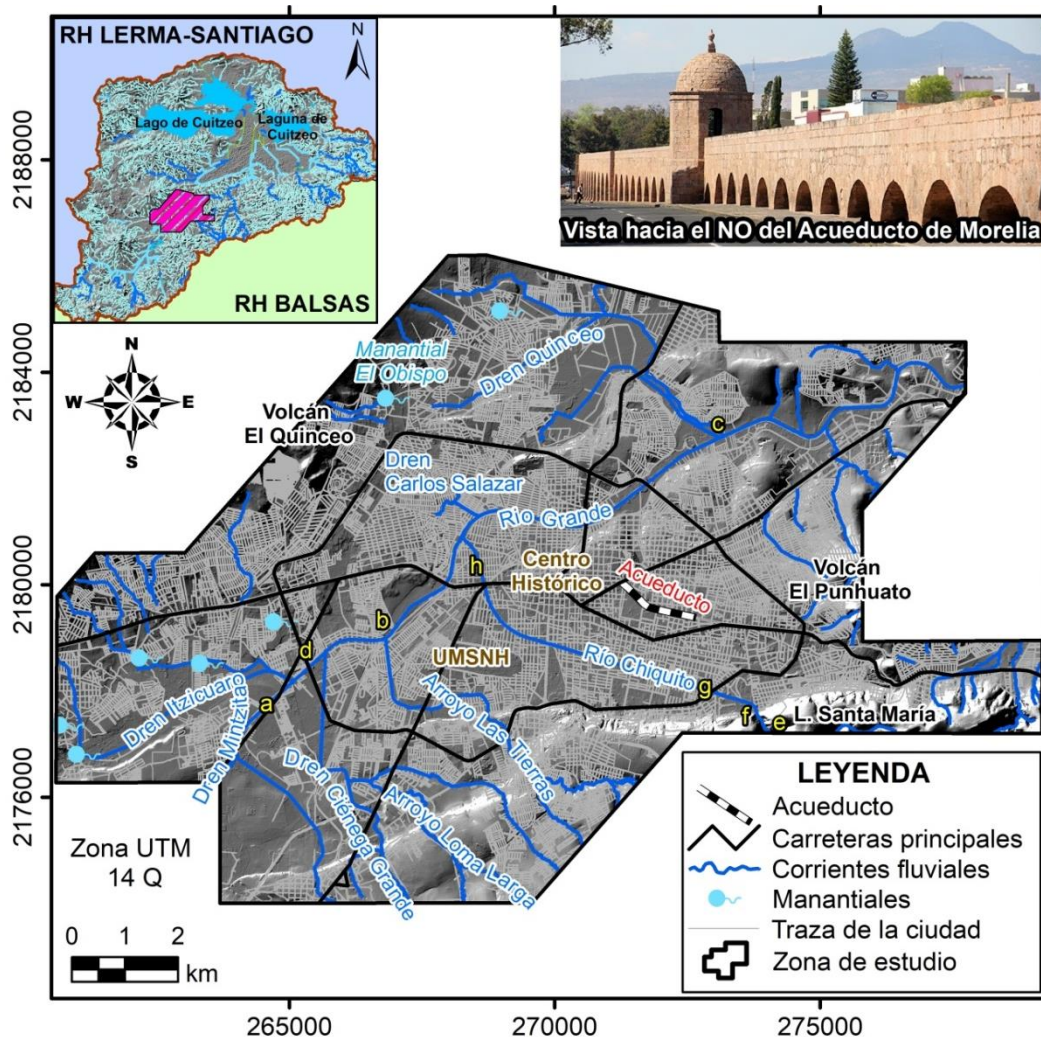 RH LERMA-SANTIAGO
N
Lago de Cuitzeo
Laguna de
Cuitzeo
RH BALSAS
Vista hacia el NO del Acueducto de Morelia
2188000
2184000
2180000
2176000
N
W
E
S
Manantial
El Obispo
Dren Quinceo
Volcán
El Quinceo
c
Dren
Carlos Salazar
Rio Grande
h
Centro
Histórico
Acueducto
Volcán
El Punhuato
b
d
UMSNH
Río Chiquito
g
a
Dren Itzicuaro
Dren Mintzita
Arroyo Las Tierras
f
e
L. Santa María
Dren Ciénega Grande
Arroyo Loma Larga
Zona UTM
14 Q
0 1 2
km
LEYENDA
Acueducto
Carreteras principales
Corrientes fluviales
Manantiales
Traza de la ciudad
Zona de estudio
265000
270000
275000